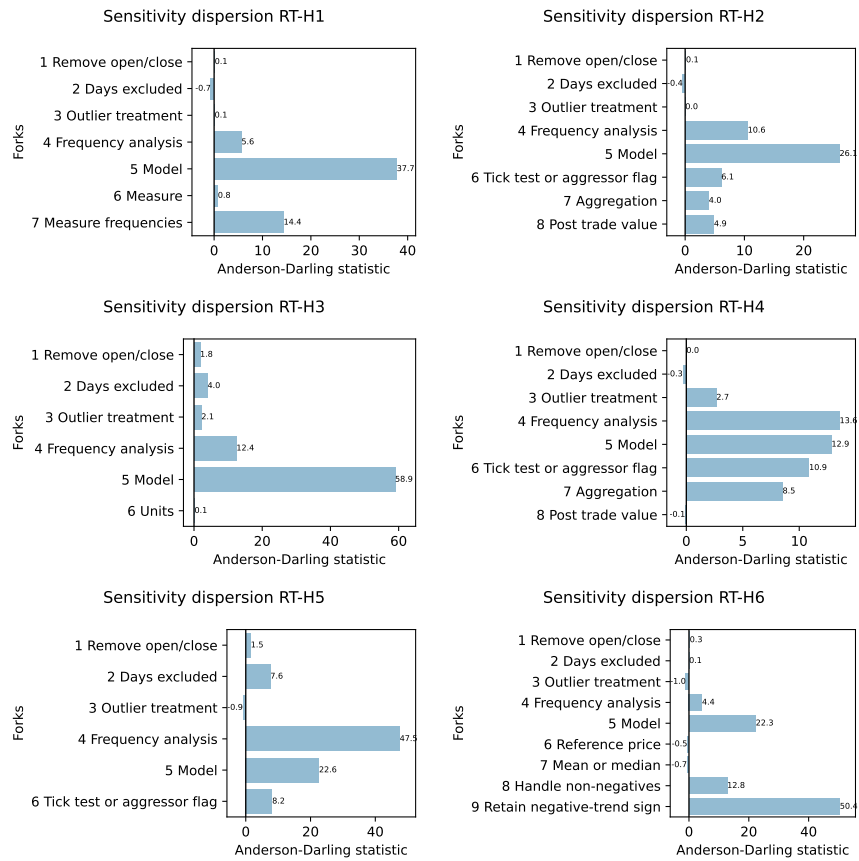 Sensitivity dispersion RT-H1
Forks
1 Remove open/close 0.1
2 Days excluded -0.7
3 Outlier treatment 0.1
4 Frequency analysis 5.6
5 Model 37.7
6 Measure 0.8
7 Measure frequencies 14.4
0 10 20 30 40
Anderson-Darling statistic
Sensitivity dispersion RT-H2
Forks
1 Remove open/close 0.1
2 Days excluded -0.4
3 Outlier treatment 0.0
4 Frequency analysis 10.6
5 Model 26.1
6 Tick test or aggressor flag 6.1
7 Aggregation 4.0
8 Post trade value 4.9
0 10 20
Anderson-Darling statistic
Sensitivity dispersion RT-H3
Forks
1 Remove open/close 1.8
2 Days excluded 4.0
3 Outlier treatment 2.1
4 Frequency analysis 12.4
5 Model 58.9
6 Units 0.1
0 20 40 60
Anderson-Darling statistic
Sensitivity dispersion RT-H4
Forks
1 Remove open/close 0.0
2 Days excluded -0.3
3 Outlier treatment 2.7
4 Frequency analysis 13.6
5 Model 12.9
6 Tick test or aggressor flag 10.9
7 Aggregation 8.5
8 Post trade value -0.1
0 5 10
Anderson-Darling statistic
Sensitivity dispersion RT-H5
Forks
1 Remove open/close 1.5
2 Days excluded 7.6
3 Outlier treatment -0.9
4 Frequency analysis 47.5
5 Model 22.6
6 Tick test or aggressor flag 8.2
0 20 40
Anderson-Darling statistic
Sensitivity dispersion RT-H6
Forks
1 Remove open/close 0.3
2 Days excluded 0.1
3 Outlier treatment -1.0
4 Frequency analysis 4.4
5 Model 22.3
6 Reference price -0.5
7 Mean or median -0.7
8 Handle non-negatives 12.8
9 Retain negative-trend sign 50.4
0 20 40
Anderson-Darling statistic